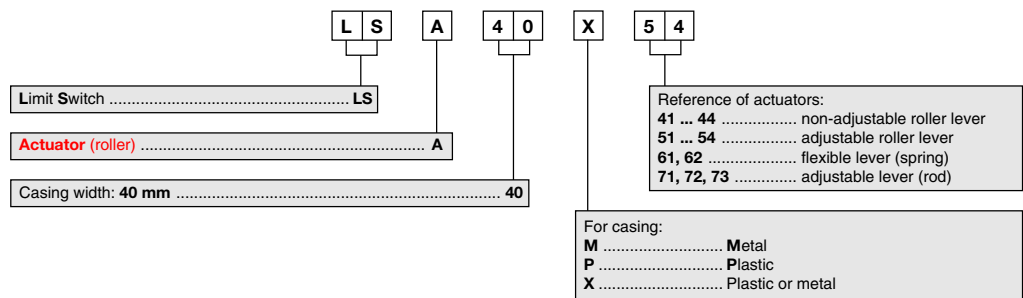 L S A 4 0 X 5 4
Limit Switch ...................................................... LS
Actuator (roller) ................................................................. A
Casing width: 40 mm ......................................................................... 40
Reference of actuators:
41 ... 44 ................. non-adjustable roller lever
51 ... 54 ................. adjustable roller lever
61, 62 .................... flexible lever (spring)
71, 72, 73 .............. adjustable lever (rod)
For casing:
M ........................... Metal
P ............................ Plastic
X ............................ Plastic or metal